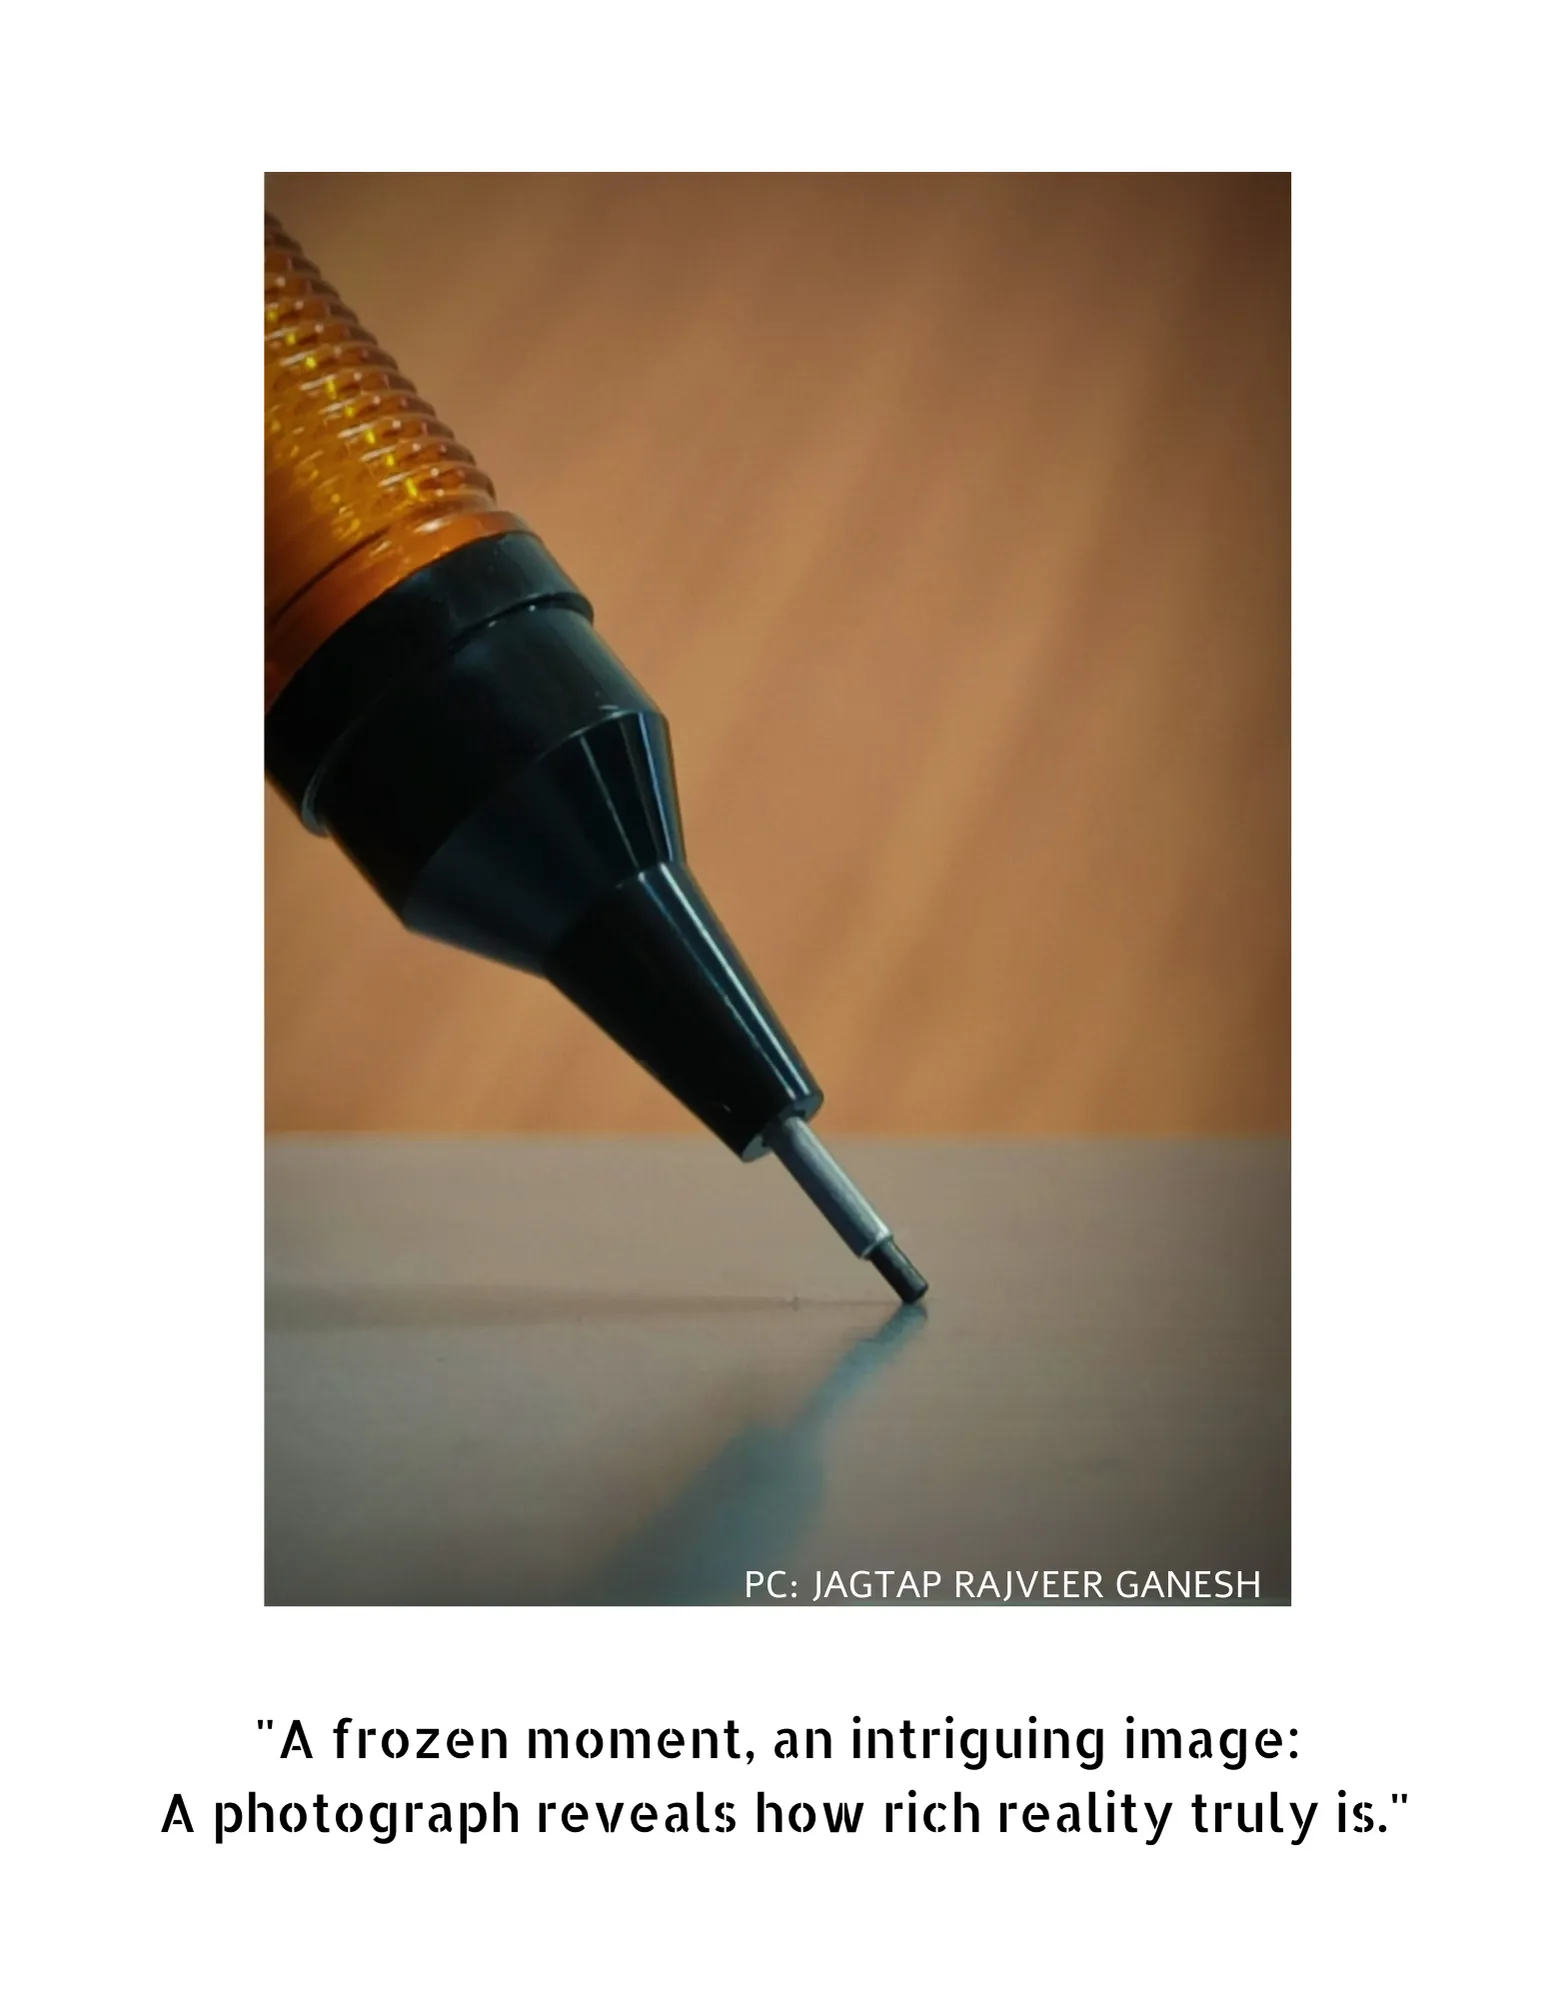 PC: JAGTAP RAJVEER GANESH
"A frozen moment, an intriguing image:
A photograph reveals how rich reality truly is."